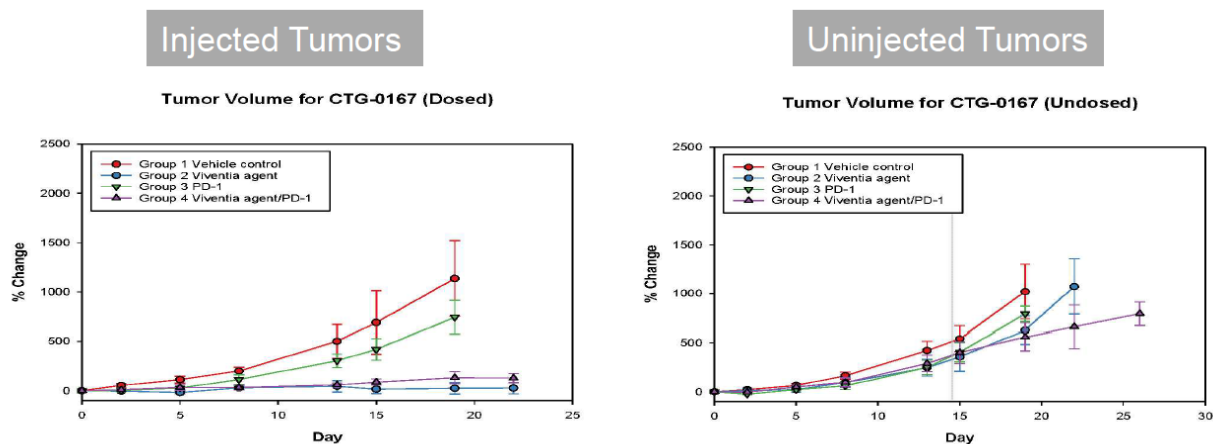 Injected Tumors
Uninjected Tumors
Tumor Volume for CTG-0167 (Dosed)
2500
2000
1500
1000
500
0
% Change
Group 1 Vehicle control
Group 2 Viventia agent
Group 3 PD-1
Group 4 Viventia agent/PD-1
0 5 10 15 20 25
Day
Tumor Volume for CTG-0167 (Undosed)
2500
2000
1500
1000
500
0
% Change
Group 1 Vehicle control
Group 2 Viventia agent
Group 3 PD-1
Group 4 Viventia agent/PD-1
0 5 10 15 20 25 30
Day